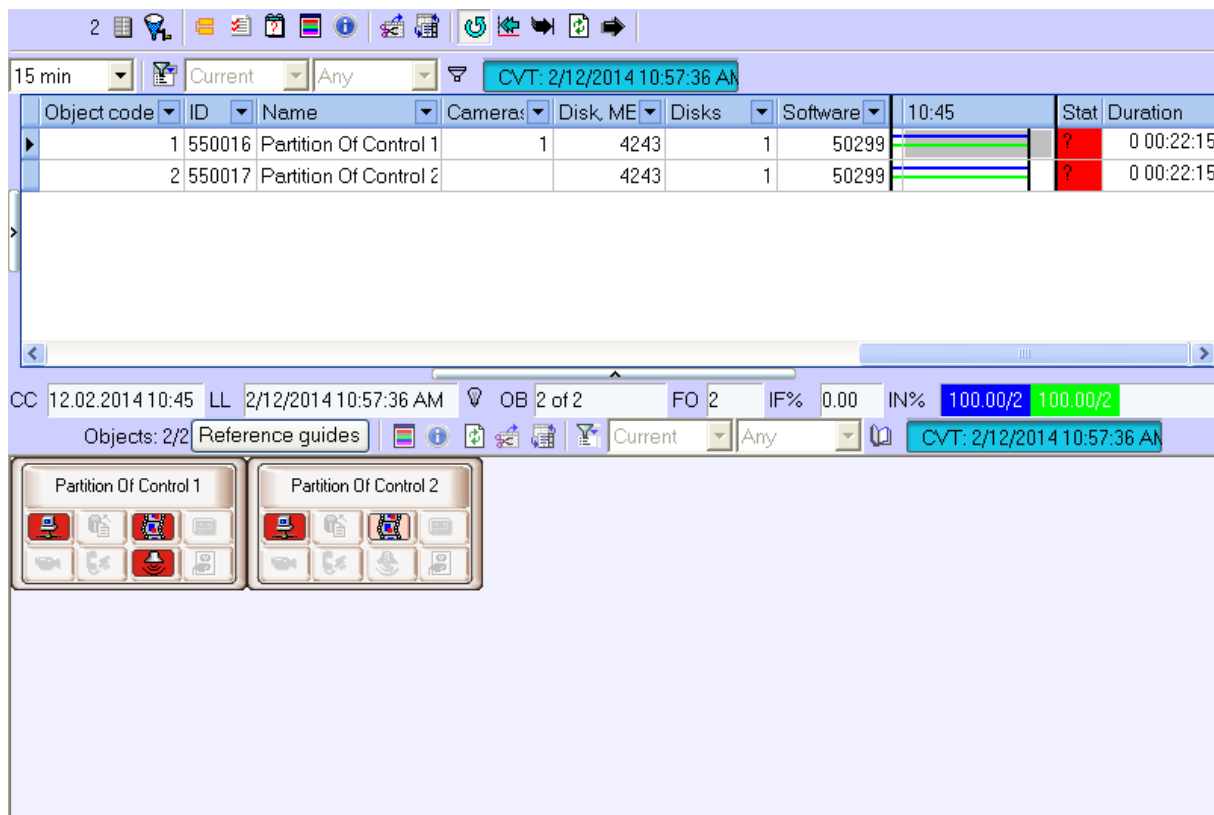 2
15 min Current Any CVT: 2/12/2014 10:57:36 AM
Object code ID Name Cameras Disk, ME Disks Software 10:45 Stat Duration
1 550016 Partition Of Control 1 1 4243 1 50299 ? 0 00:22:15
2 550017 Partition Of Control 2 4243 1 50299 ? 0 00:22:15
CC 12.02.2014 10:45 LL 2/12/2014 10:57:36 AM OB 2 of 2 FO 2 IF% 0.00 IN% 100.00/2 100.00/2
Objects: 2/2 Reference guides Current Any CVT: 2/12/2014 10:57:36 AM
Partition Of Control 1 Partition Of Control 2